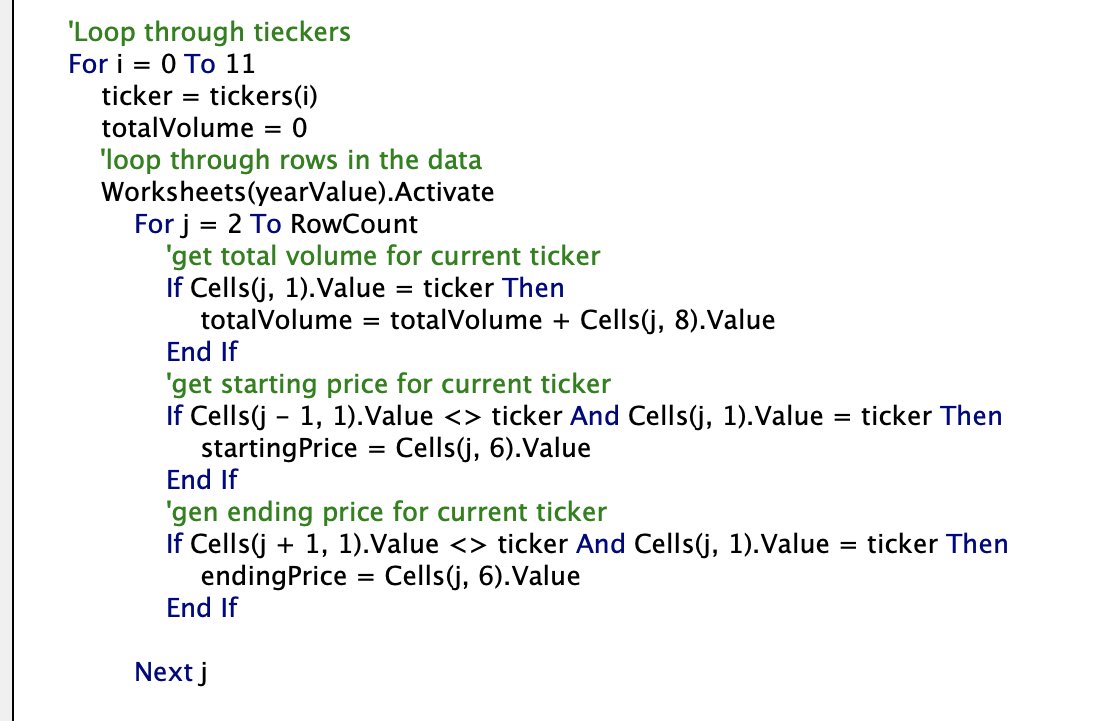 'Loop through tieckers
For i = 0 To 11
ticker = tickers(i)
totalVolume = 0
'loop through rows in the data
Worksheets(yearValue).Activate
For j = 2 To RowCount
'get total volume for current ticker
If Cells(j, 1).Value = ticker Then
totalVolume = totalVolume + Cells(j, 8).Value
End If
'get starting price for current ticker
If Cells(j - 1, 1).Value <> ticker And Cells(j, 1).Value = ticker Then
startingPrice = Cells(j, 6).Value
End If
'gen ending price for current ticker
If Cells(j + 1, 1).Value <> ticker And Cells(j, 1).Value = ticker Then
endingPrice = Cells(j, 6).Value
End If
Next j